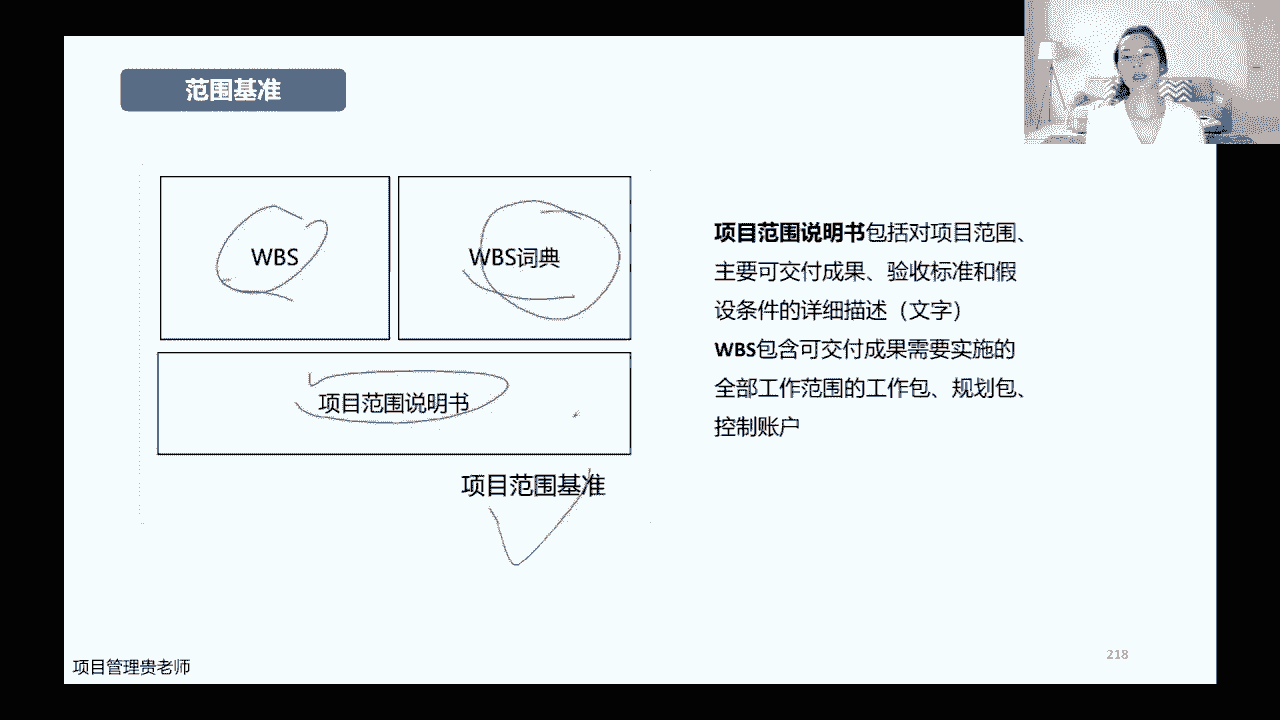 范围基准
WBS
WBS词典
项目范围说明书
项目范围基准
项目范围说明书包括对项目范围、
主要可交付成果、验收标准和假
设条件的详细描述（文字）
WBS包含可交付成果需要实施的
全部工作范围的工作包、规划包、
控制账户
项目管理贵老师
218